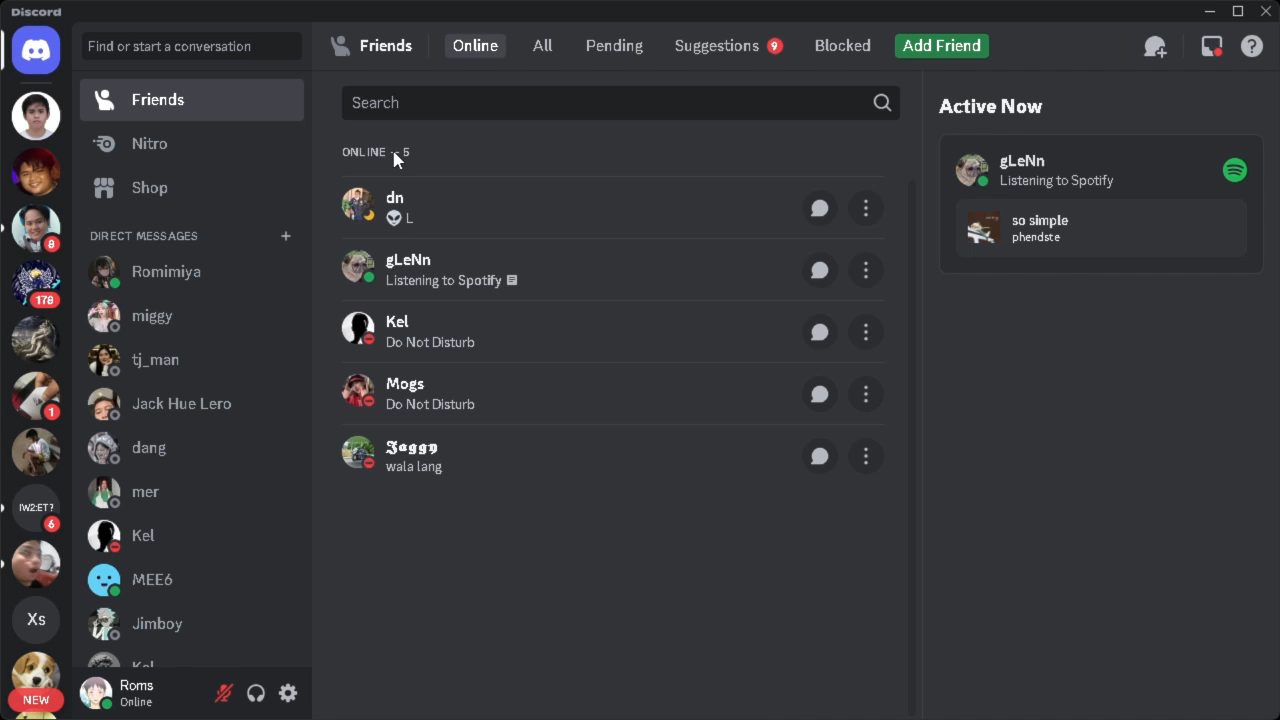 Discord
Find or start a conversation
Friends
Nitro
Shop
DIRECT MESSAGES
Romimiya
miggy
tj_man
Jack Hue Lero
dang
mer
Kel
MEE6
Jimboy
Kel
8
178
1
IW2:ET?
6
Xs
NEW
Roms
Online
Friends
Online
All
Pending
Suggestions 9
Blocked
Add Friend
Search
ONLINE — 5
dn
👽 L
gLeNn
Listening to Spotify
Kel
Do Not Disturb
Mogs
Do Not Disturb
𝕵𝖆𝖌𝖌𝖞
wala lang
Active Now
gLeNn
Listening to Spotify
so simple
phendste